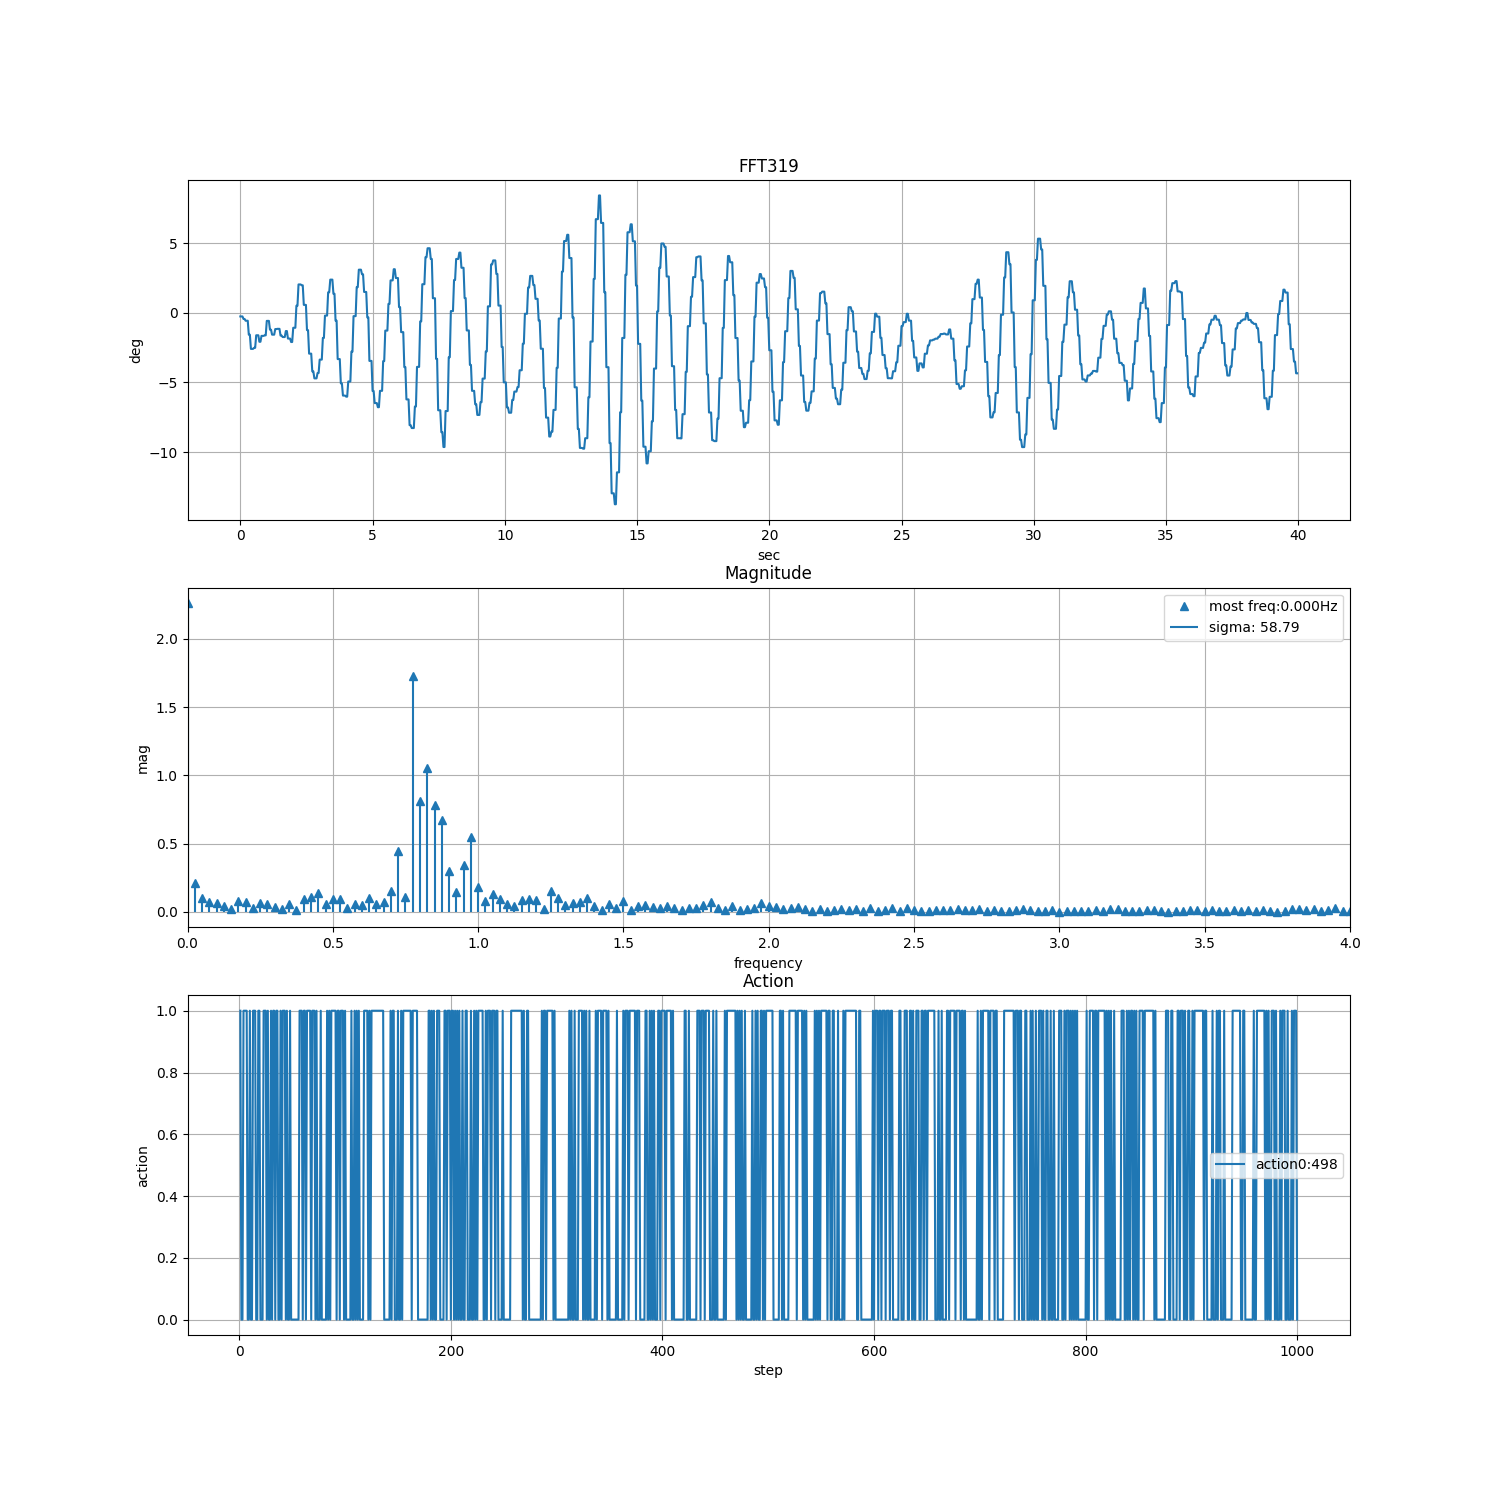 FFT319
5
0
−5
−10
deg
0 5 10 15 20 25 30 35 40
sec
Magnitude
most freq:0.000Hz
sigma: 58.79
2.0
1.5
1.0
0.5
0.0
mag
0.0 0.5 1.0 1.5 2.0 2.5 3.0 3.5 4.0
frequency
Action
1.0
0.8
0.6
0.4
0.2
0.0
action
action0:498
0 200 400 600 800 1000
step